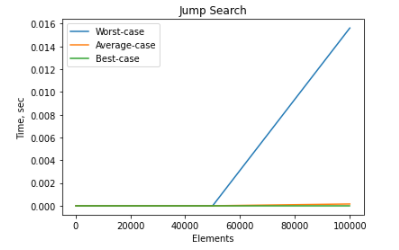 Jump Search
Worst-case
Average-case
Best-case
0.016
0.014
0.012
0.010
0.008
0.006
0.004
0.002
0.000
Time, sec
0 20000 40000 60000 80000 100000
Elements